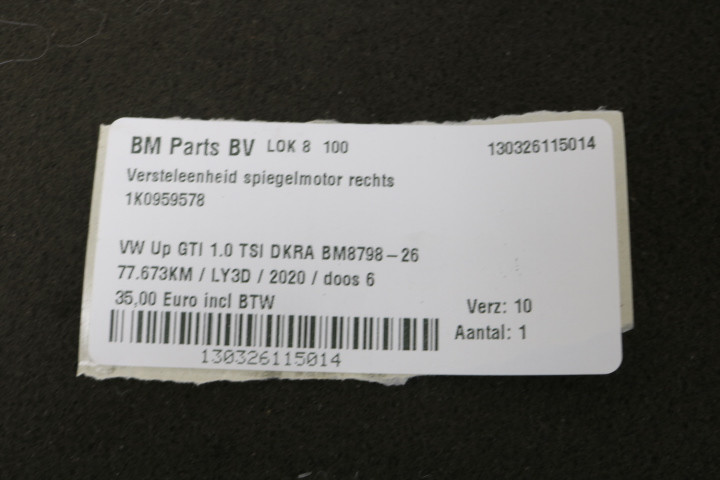 BM Parts BV LOK 8 100 130326115014
Versteleenheid spiegelmotor rechts
1K0959578
VW Up GTI 1.0 TSI DKRA BM8798-26
77.673KM / LY3D / 2020 / doos 6
35,00 Euro incl BTW
Verz: 10
Aantal: 1
130326115014